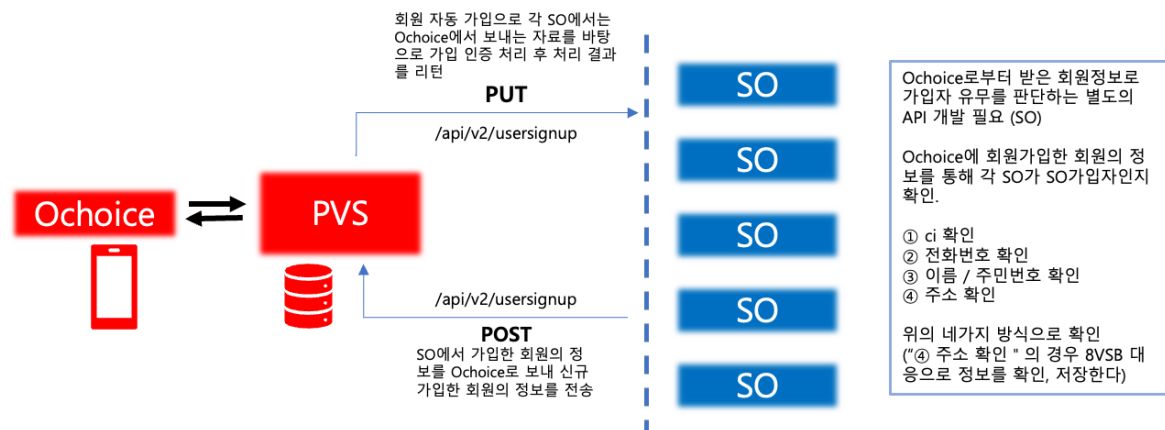 회원 자동 가입으로 각 SO에서는
Ochoice에서 보내는 자료를 바탕
으로 가입 인증 처리 후 처리 결과
를 리턴
PUT
/api/v2/usersignup
Ochoice
PVS
/api/v2/usersignup
POST
SO에서 가입한 회원의 정
보를 Ochoice로 보내 신규
가입한 회원의 정보를 전송
SO
SO
SO
SO
SO
Ochoice로부터 받은 회원정보로
가입자 유무를 판단하는 별도의
API 개발 필요 (SO)
Ochoice에 회원가입한 회원의 정
보를 통해 각 SO가 SO가입자인지
확인.
① ci 확인
② 전화번호 확인
③ 이름 / 주민번호 확인
④ 주소 확인
위의 네가지 방식으로 확인
("④ 주소 확인 " 의 경우 8VSB 대
응으로 정보를 확인, 저장한다)